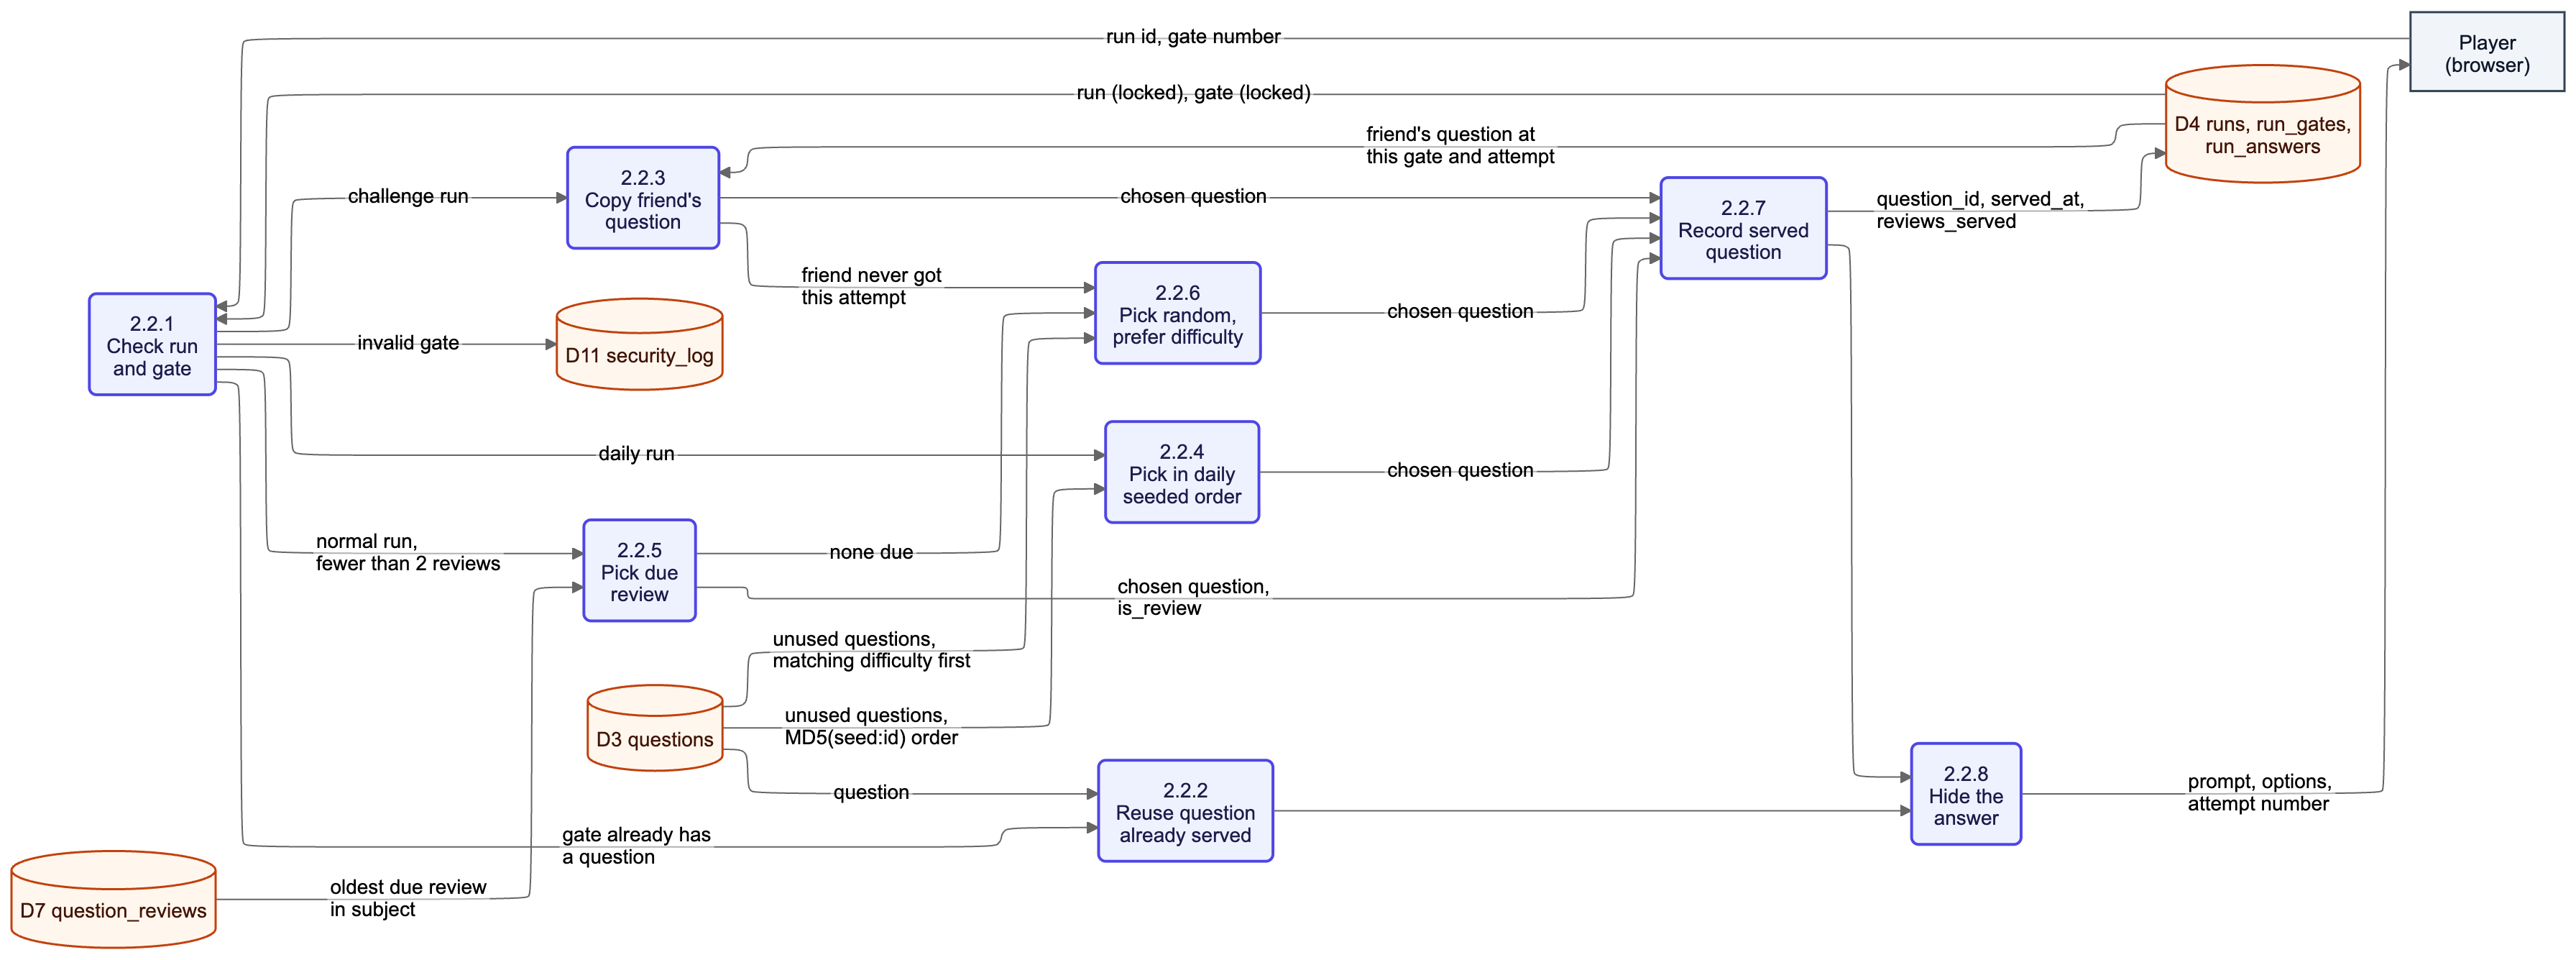 run id, gate number
Player
(browser)
run (locked), gate (locked)
D4 runs, run_gates,
run_answers
friend's question at
this gate and attempt
2.2.3
Copy friend's
question
challenge run
chosen question
2.2.7
Record served
question
question_id, served_at,
reviews_served
friend never got
this attempt
2.2.6
Pick random,
prefer difficulty
chosen question
2.2.1
Check run
and gate
invalid gate
D11 security_log
daily run
2.2.4
Pick in daily
seeded order
chosen question
normal run,
fewer than 2 reviews
2.2.5
Pick due
review
none due
chosen question,
is_review
unused questions,
matching difficulty first
D3 questions
unused questions,
MD5(seed:id) order
question
2.2.2
Reuse question
already served
2.2.8
Hide the
answer
prompt, options,
attempt number
gate already has
a question
D7 question_reviews
oldest due review
in subject